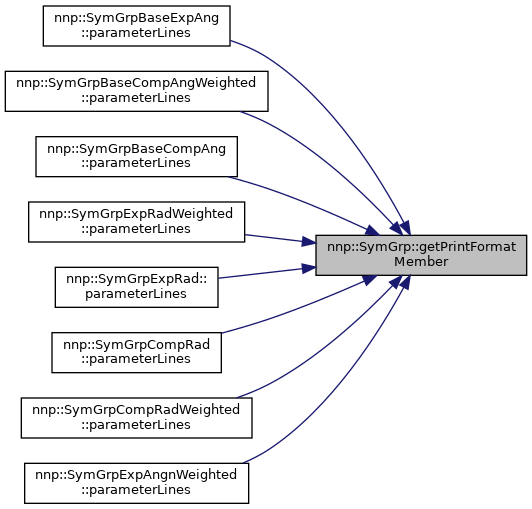 nnp::SymGrpBaseExpAng
::parameterLines
nnp::SymGrpBaseCompAngWeighted
::parameterLines
nnp::SymGrpBaseCompAng
::parameterLines
nnp::SymGrpExpRadWeighted
::parameterLines
nnp::SymGrp::getPrintFormat
Member
nnp::SymGrpExpRad::
parameterLines
nnp::SymGrpCompRad
::parameterLines
nnp::SymGrpCompRadWeighted
::parameterLines
nnp::SymGrpExpAngnWeighted
::parameterLines